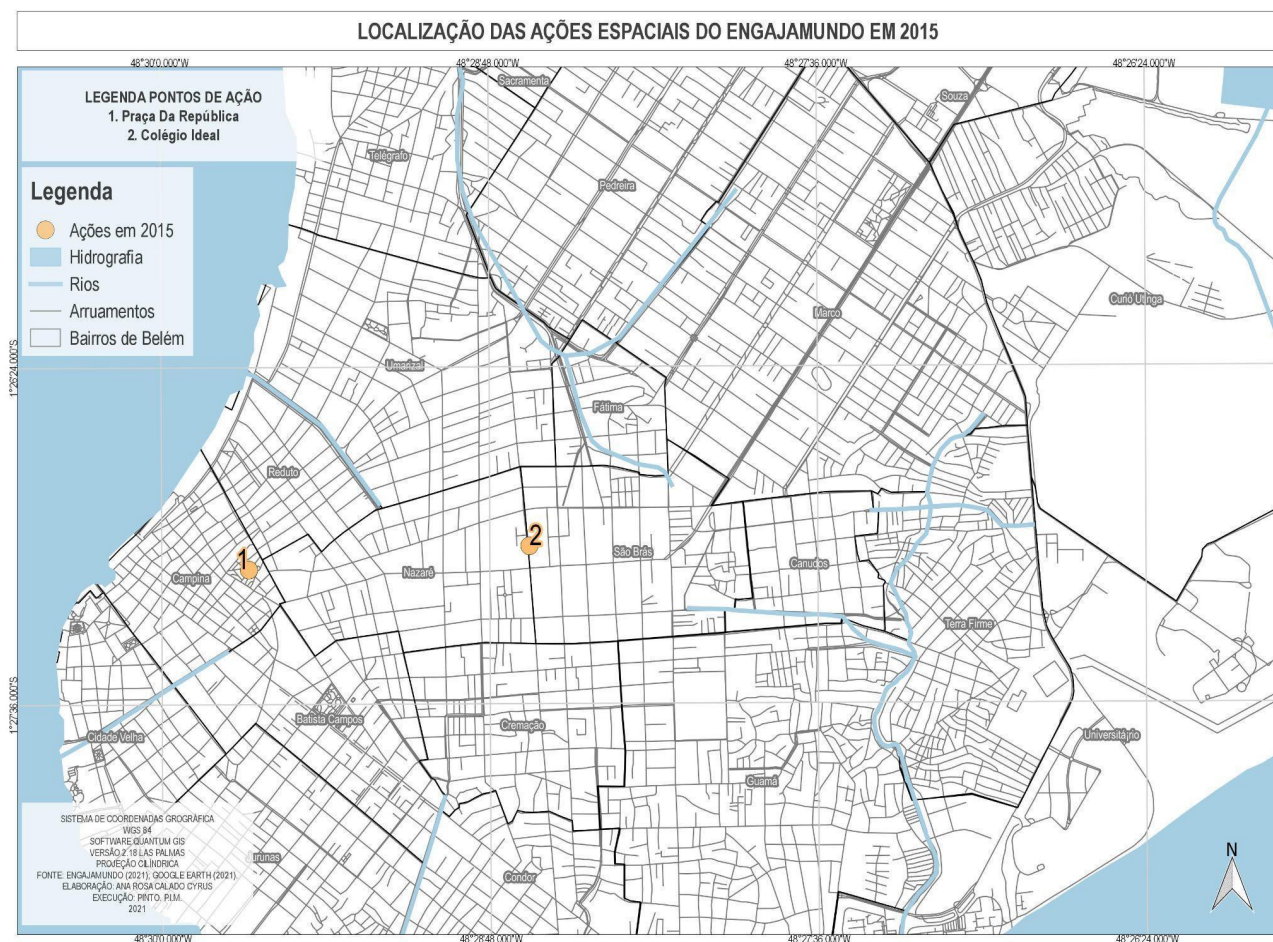 LOCALIZAÇÃO DAS AÇÕES ESPACIAIS DO ENGAJAMUNDO EM 2015
48°30'0.000"W
48°28'48.000"W
48°27'36.000"W
48°26'24.000"W
LEGENDA PONTOS DE AÇÃO
1. Praça Da República
2. Colégio Ideal
Legenda
Ações em 2015
Hidrografia
Rios
Arruamentos
Bairros de Belém
Sacramenta
Souza
Telégrafo
Pedreira
Curió Utinga
Marco
Umarizal
1°26'24.000"S
Fátima
Reduto
1
2
São Brás
Campina
Nazaré
Canudos
Terra Firme
1°27'36.000"S
Batista Campos
Cremação
Cidade Velha
Universitájrio
Guamá
Jurunas
Condor
SISTEMA DE COORDENADAS GROGRÁFICA
WGS 84
SOFTWARE QUANTUM GIS
VERSÃO 2.18 LAS PALMAS
PROJEÇÃO CILÍNDRICA
FONTE: ENGAJAMUNDO (2021), GOOGLE EARTH (2021)
ELABORAÇÃO: ANA ROSA CALADO CYRUS
EXECUÇÃO: PINTO, P.I.M.
2021
N
48°30'0.000"W
48°28'48.000"W
48°27'36.000"W
48°26'24.000"W